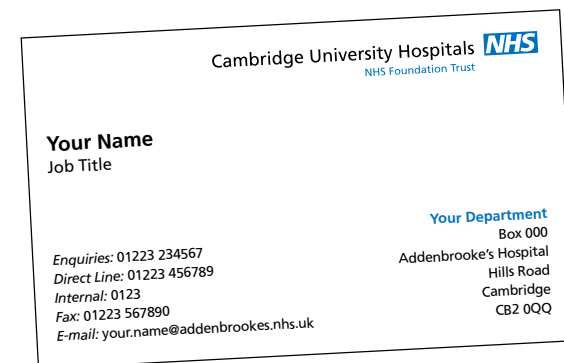 Cambridge University Hospitals NHS
NHS Foundation Trust
Your Name
Job Title
Enquiries: 01223 234567
Direct Line: 01223 456789
Internal: 0123
Fax: 01223 567890
E-mail: your.name@addenbrookes.nhs.uk
Your Department
Box 000
Addenbrooke's Hospital
Hills Road
Cambridge
CB2 0QQ